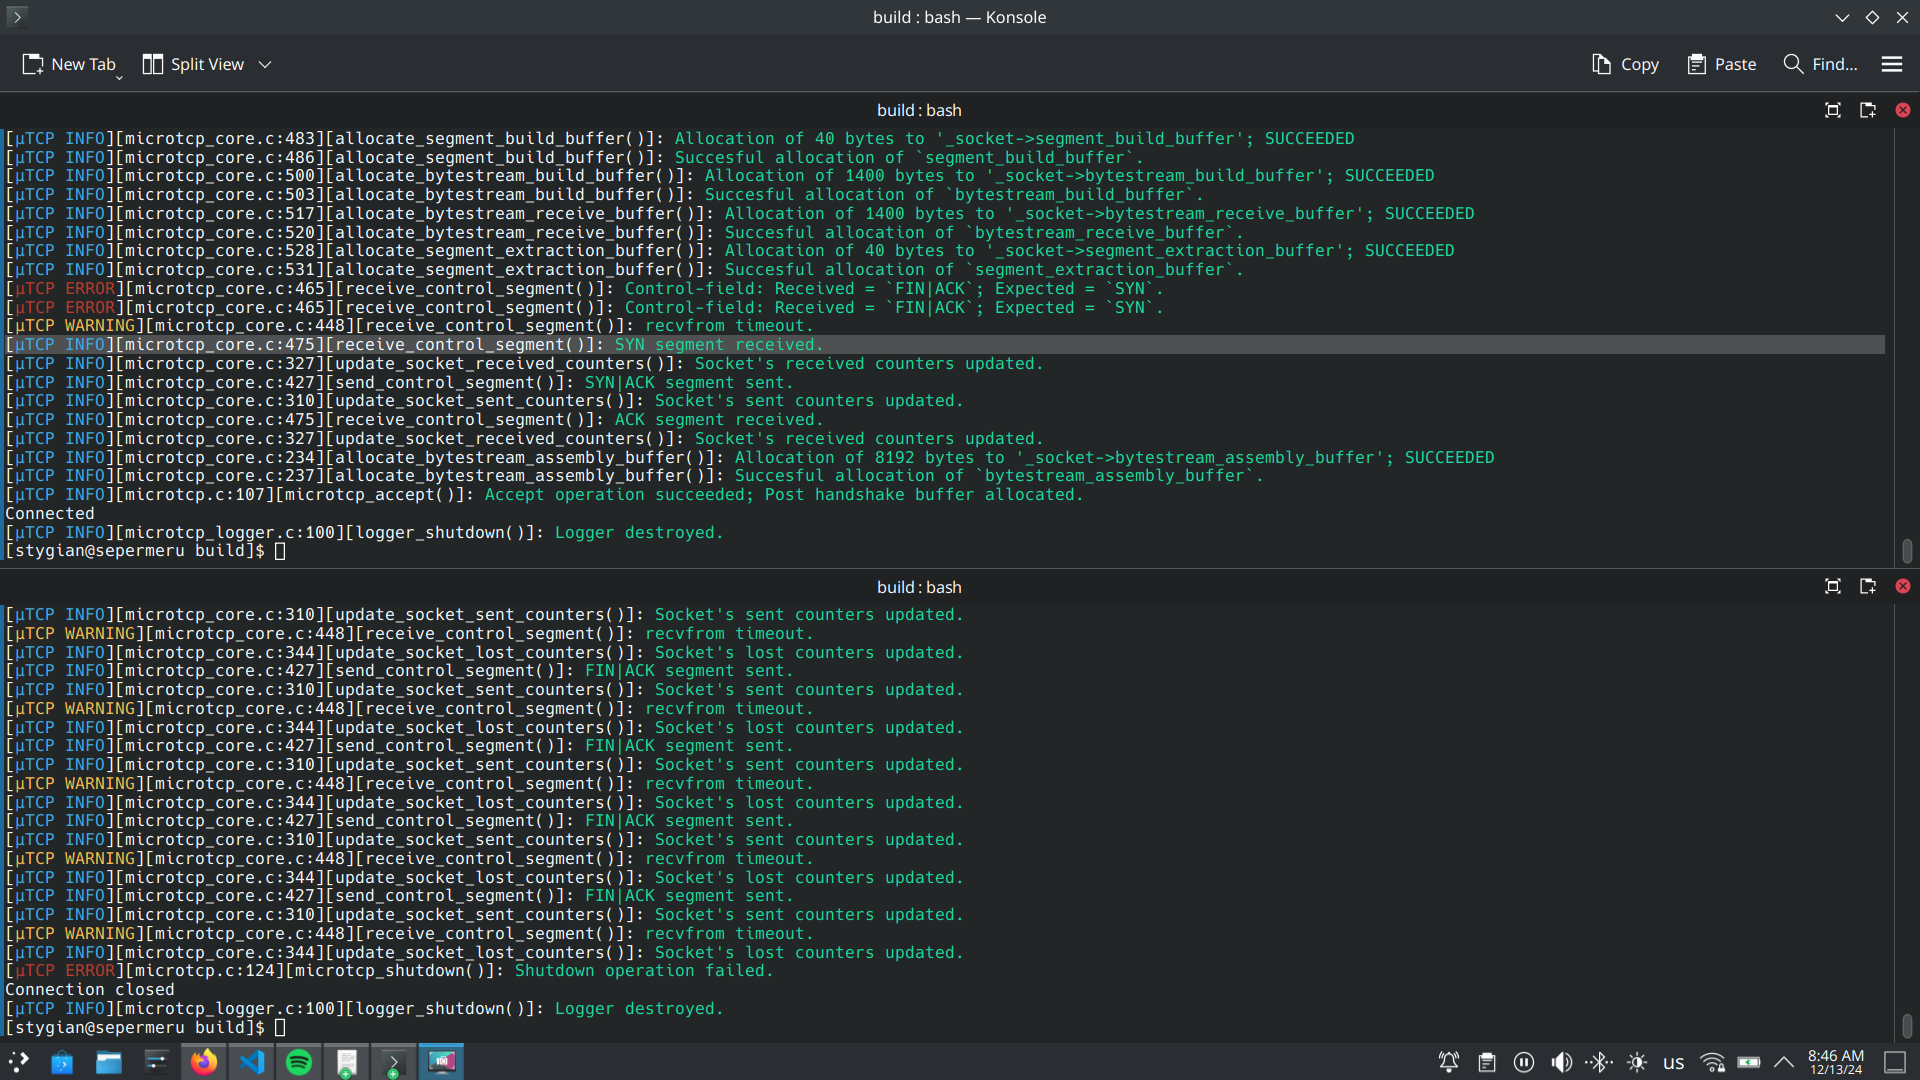 build : bash — Konsole
New Tab
Split View
Copy
Paste
Find...
build : bash
[µTCP INFO][microtcp_core.c:483][allocate_segment_build_buffer()]: Allocation of 40 bytes to '_socket->segment_build_buffer'; SUCCEEDED
[µTCP INFO][microtcp_core.c:486][allocate_segment_build_buffer()]: Succesful allocation of `segment_build_buffer`.
[µTCP INFO][microtcp_core.c:500][allocate_bytestream_build_buffer()]: Allocation of 1400 bytes to '_socket->bytestream_build_buffer'; SUCCEEDED
[µTCP INFO][microtcp_core.c:503][allocate_bytestream_build_buffer()]: Succesful allocation of `bytestream_build_buffer`.
[µTCP INFO][microtcp_core.c:517][allocate_bytestream_receive_buffer()]: Allocation of 1400 bytes to '_socket->bytestream_receive_buffer'; SUCCEEDED
[µTCP INFO][microtcp_core.c:520][allocate_bytestream_receive_buffer()]: Succesful allocation of `bytestream_receive_buffer`.
[µTCP INFO][microtcp_core.c:528][allocate_segment_extraction_buffer()]: Allocation of 40 bytes to '_socket->segment_extraction_buffer'; SUCCEEDED
[µTCP INFO][microtcp_core.c:531][allocate_segment_extraction_buffer()]: Succesful allocation of `segment_extraction_buffer`.
[µTCP ERROR][microtcp_core.c:465][receive_control_segment()]: Control-field: Received = `FIN|ACK`; Expected = `SYN`.
[µTCP ERROR][microtcp_core.c:465][receive_control_segment()]: Control-field: Received = `FIN|ACK`; Expected = `SYN`.
[µTCP WARNING][microtcp_core.c:448][receive_control_segment()]: recvfrom timeout.
[µTCP INFO][microtcp_core.c:475][receive_control_segment()]: SYN segment received.
[µTCP INFO][microtcp_core.c:327][update_socket_received_counters()]: Socket's received counters updated.
[µTCP INFO][microtcp_core.c:427][send_control_segment()]: SYN|ACK segment sent.
[µTCP INFO][microtcp_core.c:310][update_socket_sent_counters()]: Socket's sent counters updated.
[µTCP INFO][microtcp_core.c:475][receive_control_segment()]: ACK segment received.
[µTCP INFO][microtcp_core.c:327][update_socket_received_counters()]: Socket's received counters updated.
[µTCP INFO][microtcp_core.c:234][allocate_bytestream_assembly_buffer()]: Allocation of 8192 bytes to '_socket->bytestream_assembly_buffer'; SUCCEEDED
[µTCP INFO][microtcp_core.c:237][allocate_bytestream_assembly_buffer()]: Succesful allocation of `bytestream_assembly_buffer`.
[µTCP INFO][microtcp.c:107][microtcp_accept()]: Accept operation succeeded; Post handshake buffer allocated.
Connected
[µTCP INFO][microtcp_logger.c:100][logger_shutdown()]: Logger destroyed.
[stygian@sepermeru build]$
build : bash
[µTCP INFO][microtcp_core.c:310][update_socket_sent_counters()]: Socket's sent counters updated.
[µTCP WARNING][microtcp_core.c:448][receive_control_segment()]: recvfrom timeout.
[µTCP INFO][microtcp_core.c:344][update_socket_lost_counters()]: Socket's lost counters updated.
[µTCP INFO][microtcp_core.c:427][send_control_segment()]: FIN|ACK segment sent.
[µTCP INFO][microtcp_core.c:310][update_socket_sent_counters()]: Socket's sent counters updated.
[µTCP WARNING][microtcp_core.c:448][receive_control_segment()]: recvfrom timeout.
[µTCP INFO][microtcp_core.c:344][update_socket_lost_counters()]: Socket's lost counters updated.
[µTCP INFO][microtcp_core.c:427][send_control_segment()]: FIN|ACK segment sent.
[µTCP INFO][microtcp_core.c:310][update_socket_sent_counters()]: Socket's sent counters updated.
[µTCP WARNING][microtcp_core.c:448][receive_control_segment()]: recvfrom timeout.
[µTCP INFO][microtcp_core.c:344][update_socket_lost_counters()]: Socket's lost counters updated.
[µTCP INFO][microtcp_core.c:427][send_control_segment()]: FIN|ACK segment sent.
[µTCP INFO][microtcp_core.c:310][update_socket_sent_counters()]: Socket's sent counters updated.
[µTCP WARNING][microtcp_core.c:448][receive_control_segment()]: recvfrom timeout.
[µTCP INFO][microtcp_core.c:344][update_socket_lost_counters()]: Socket's lost counters updated.
[µTCP INFO][microtcp_core.c:427][send_control_segment()]: FIN|ACK segment sent.
[µTCP INFO][microtcp_core.c:310][update_socket_sent_counters()]: Socket's sent counters updated.
[µTCP WARNING][microtcp_core.c:448][receive_control_segment()]: recvfrom timeout.
[µTCP INFO][microtcp_core.c:344][update_socket_lost_counters()]: Socket's lost counters updated.
[µTCP ERROR][microtcp.c:124][microtcp_shutdown()]: Shutdown operation failed.
Connection closed
[µTCP INFO][microtcp_logger.c:100][logger_shutdown()]: Logger destroyed.
[stygian@sepermeru build]$
us
8:46 AM
12/13/24